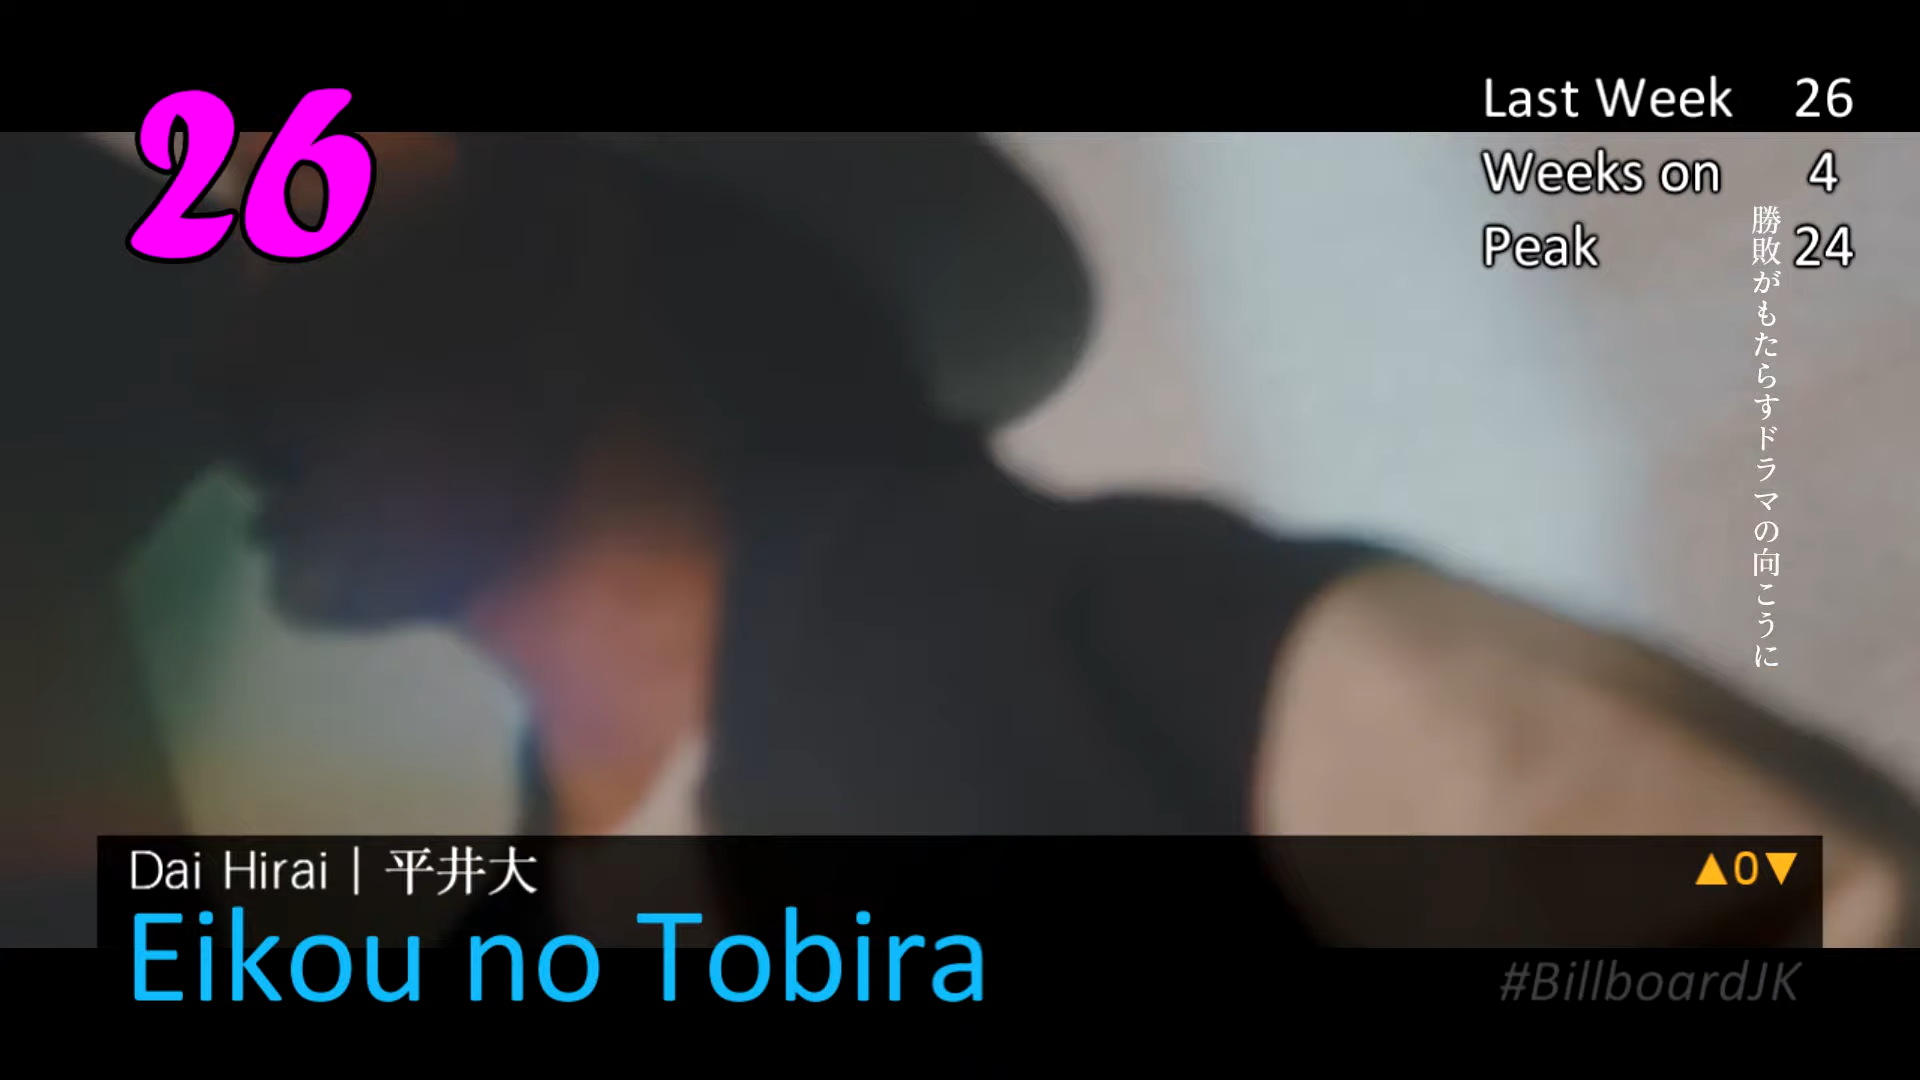 26
Last Week 26
Weeks on 4
Peak 24
勝敗がもたらすドラマの向こうに
Dai Hirai | 平井大
▲0▼
Eikou no Tobira
#BillboardJK